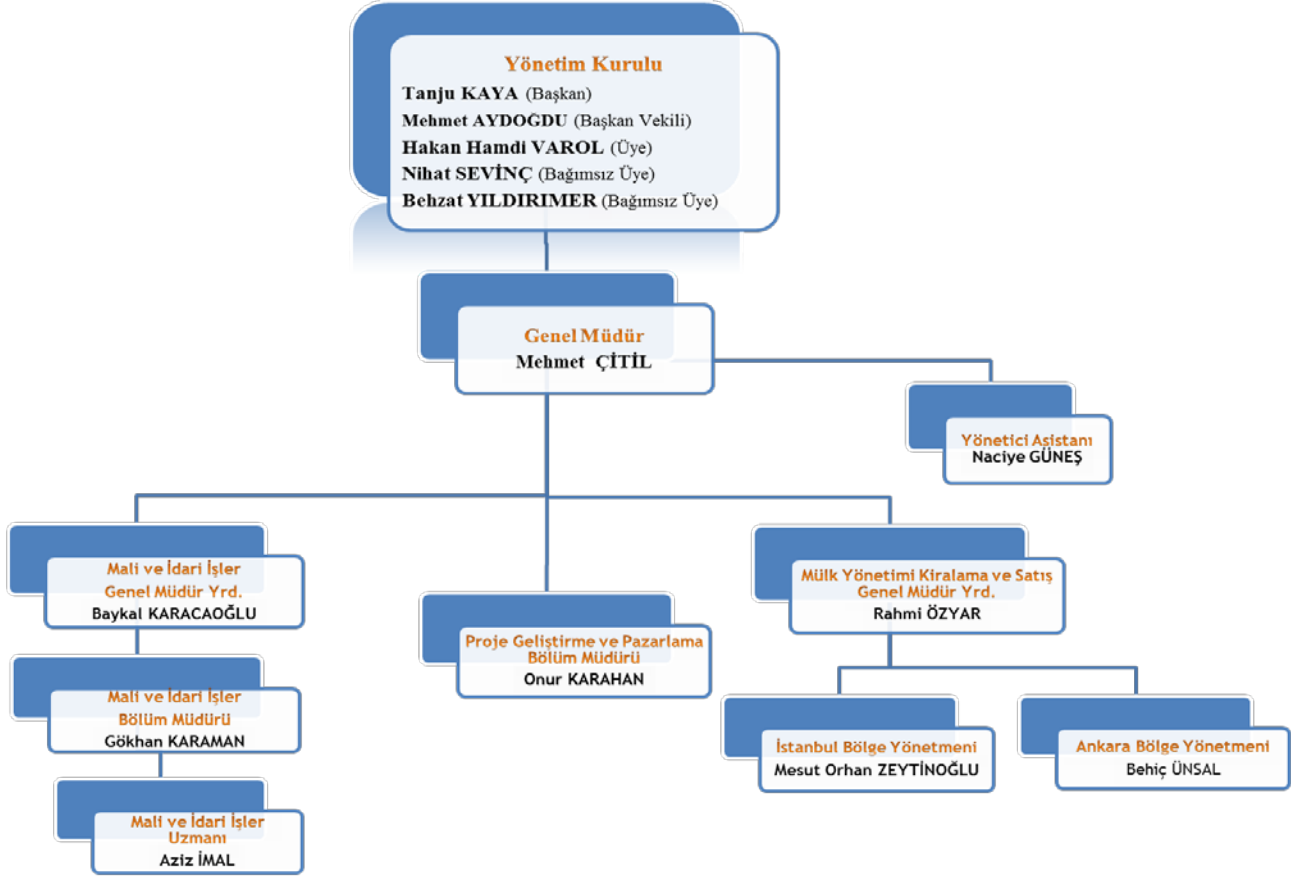 Yönetim Kurulu
Tanju KAYA (Başkan)
Mehmet AYDOĞDU (Başkan Vekili)
Hakan Hamdi VAROL (Üye)
Nihat SEVİNÇ (Bağımsız Üye)
Behzat YILDIRIMER (Bağımsız Üye)
Genel Müdür
Mehmet ÇİTİL
Yönetici Asistanı
Naciye GÜNEŞ
Mali ve İdari İşler
Genel Müdür Yrd.
Baykal KARACAOĞLU
Mali ve İdari İşler
Bölüm Müdürü
Gökhan KARAMAN
Mali ve İdari İşler
Uzmanı
Aziz İMAL
Proje Geliştirme ve Pazarlama
Bölüm Müdürü
Onur KARAHAN
Mülk Yönetimi Kiralama ve Satış
Genel Müdür Yrd.
Rahmi ÖZYAR
İstanbul Bölge Yönetmeni
Mesut Orhan ZEYTİNOĞLU
Ankara Bölge Yönetmeni
Behiç ÜNSAL